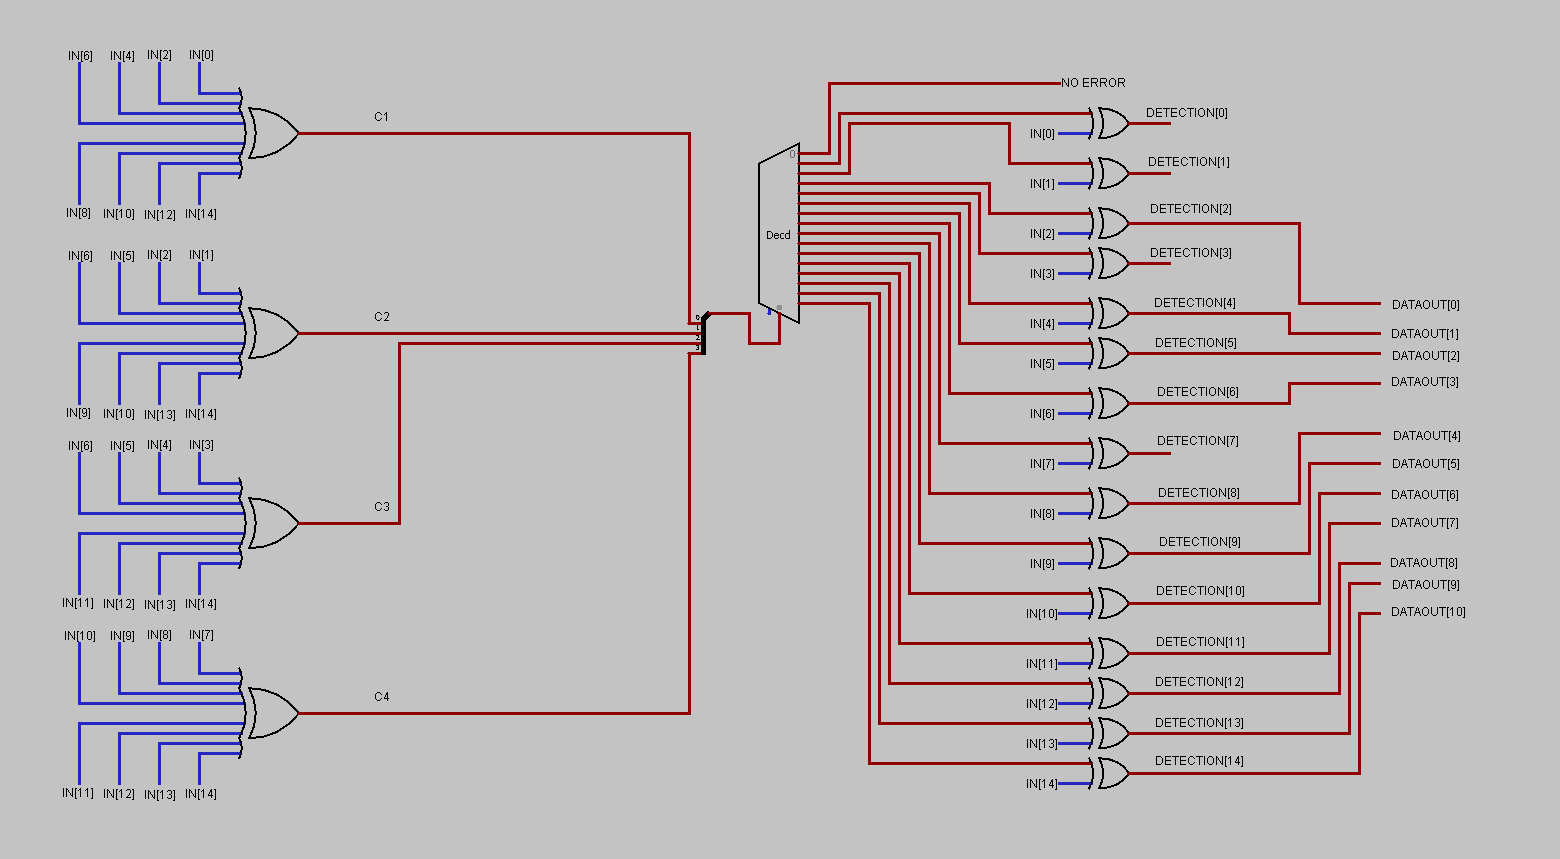 IN[6] IN[4] IN[2] IN[0]
C1
IN[8] IN[10] IN[12] IN[14]
IN[6] IN[5] IN[2] IN[1]
C2
IN[9] IN[10] IN[13] IN[14]
IN[6] IN[5] IN[4] IN[3]
C3
IN[11] IN[12] IN[13] IN[14]
IN[10] IN[9] IN[8] IN[7]
C4
IN[11] IN[12] IN[13] IN[14]
0
1
2
3
0
Decd
NO ERROR
DETECTION[0]
IN[0]
DETECTION[1]
IN[1]
DETECTION[2]
IN[2]
DETECTION[3]
IN[3]
DETECTION[4]
IN[4]
DETECTION[5]
IN[5]
DETECTION[6]
IN[6]
DETECTION[7]
IN[7]
DETECTION[8]
IN[8]
DETECTION[9]
IN[9]
DETECTION[10]
IN[10]
DETECTION[11]
IN[11]
DETECTION[12]
IN[12]
DETECTION[13]
IN[13]
DETECTION[14]
IN[14]
DATAOUT[0]
DATAOUT[1]
DATAOUT[2]
DATAOUT[3]
DATAOUT[4]
DATAOUT[5]
DATAOUT[6]
DATAOUT[7]
DATAOUT[8]
DATAOUT[9]
DATAOUT[10]